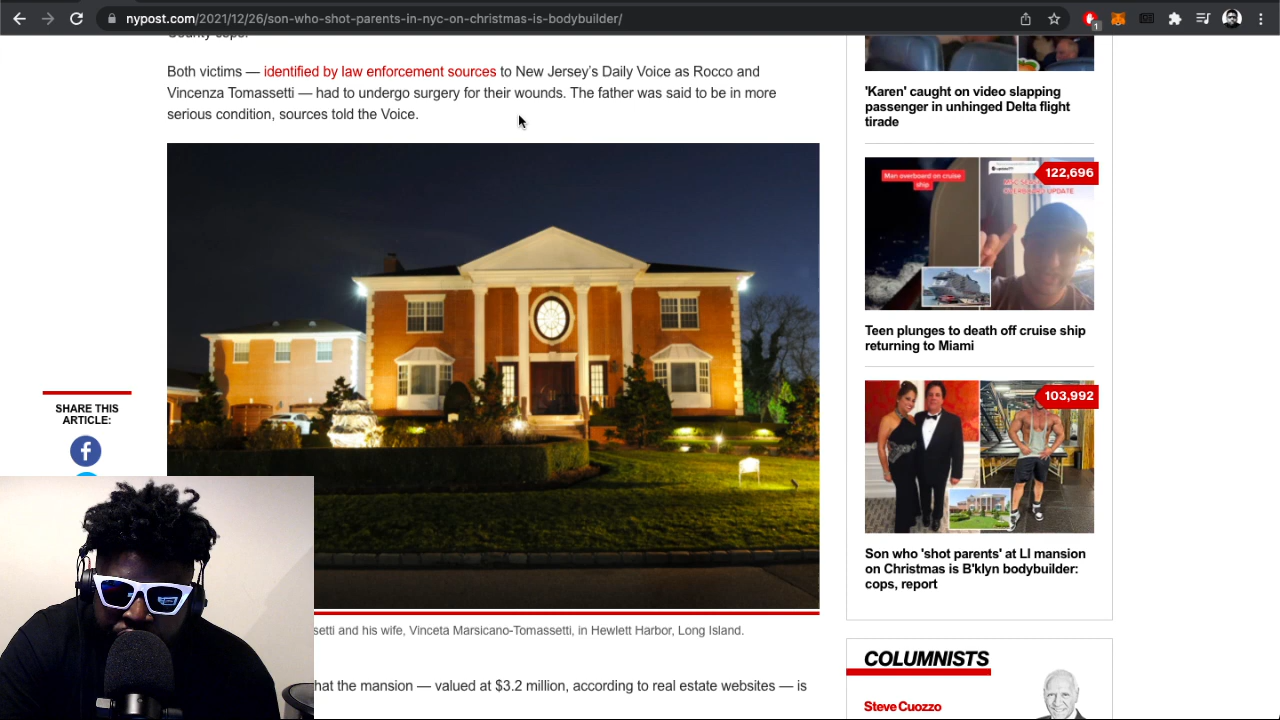 nypost.com/2021/12/26/son-who-shot-parents-in-nyc-on-christmas-is-bodybuilder/
1
County cops.
Both victims — identified by law enforcement sources to New Jersey's Daily Voice as Rocco and
Vincenza Tomassetti — had to undergo surgery for their wounds. The father was said to be in more
serious condition, sources told the Voice.
SHARE THIS
ARTICLE:
setti and his wife, Vinceta Marsicano-Tomassetti, in Hewlett Harbor, Long Island.
hat the mansion — valued at $3.2 million, according to real estate websites — is
'Karen' caught on video slapping
passenger in unhinged Delta flight
tirade
Man overboard on cruise
ship
122,696
UPDATE
Teen plunges to death off cruise ship
returning to Miami
103,992
Son who 'shot parents' at LI mansion
on Christmas is B'klyn bodybuilder:
cops, report
COLUMNISTS
Steve Cuozzo